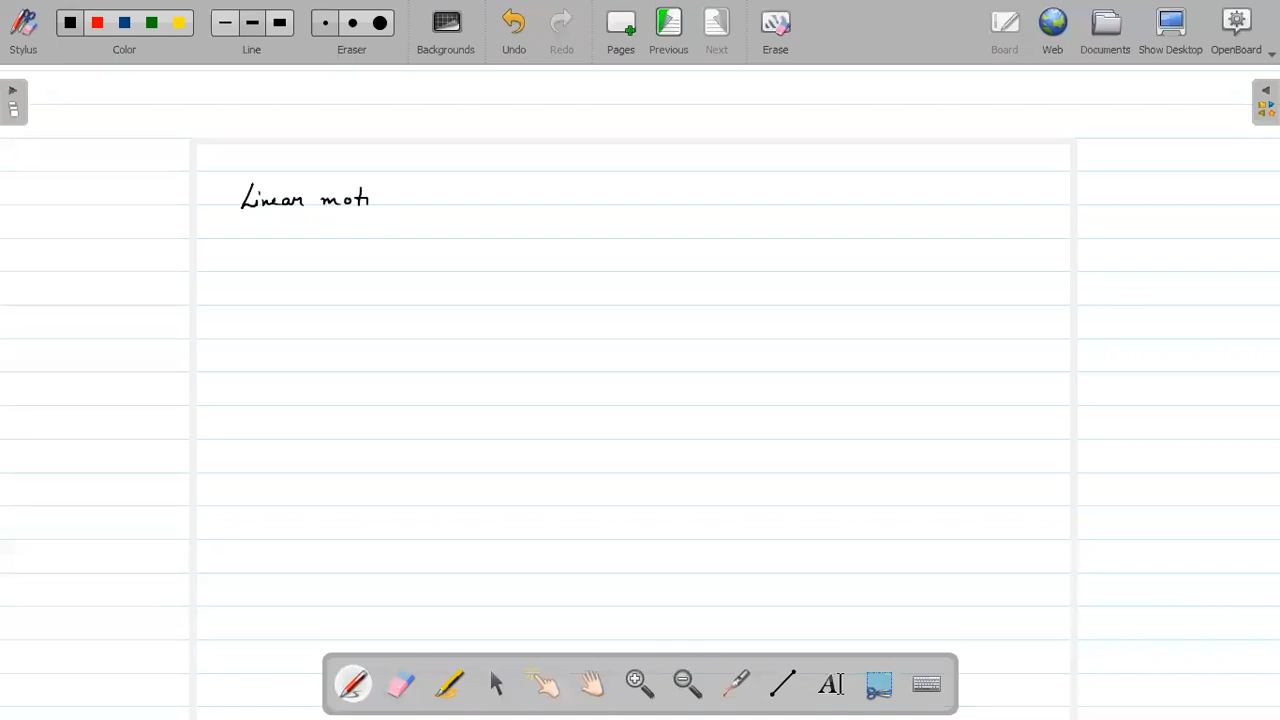 Stylus Color Line Eraser Backgrounds Undo Redo Pages Previous Next Erase Board Web Documents Show Desktop OpenBoard
Linear moti
AI